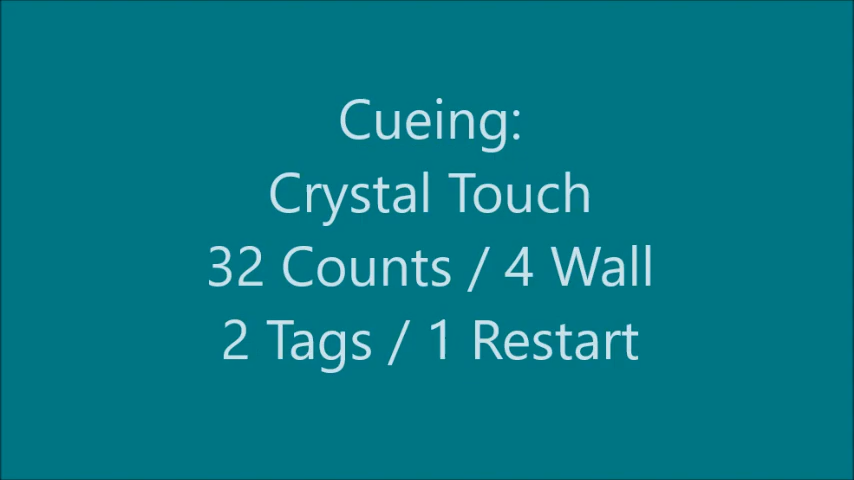 Cueing:
Crystal Touch
32 Counts / 4 Wall
2 Tags / 1 Restart